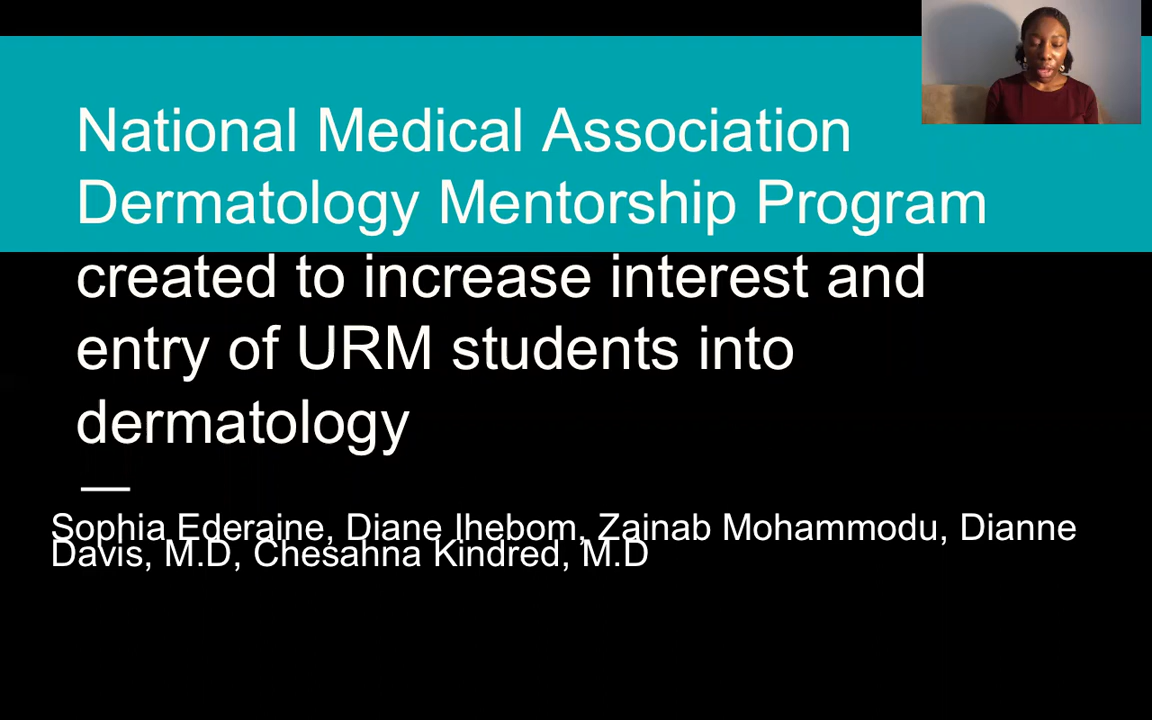 National Medical Association
Dermatology Mentorship Program
created to increase interest and
entry of URM students into
dermatology
Sophia Ederaine, Diane Ihebom, Zainab Mohammodu, Dianne
Davis, M.D, Chesahna Kindred, M.D